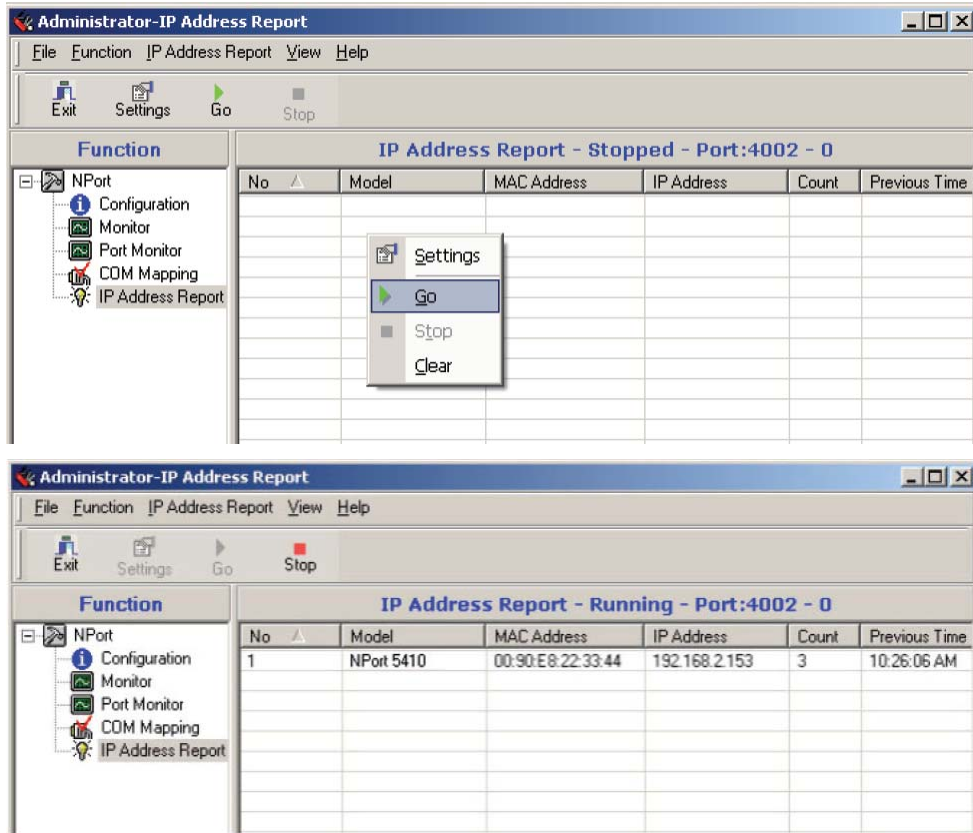 Administrator-IP Address Report
File Function IP Address Report View Help
Exit Settings Go Stop
Function
IP Address Report - Stopped - Port:4002 - 0
No Model MAC Address IP Address Count Previous Time
NPort
Configuration
Monitor
Port Monitor
COM Mapping
IP Address Report
Settings
Go
Stop
Clear
Administrator-IP Address Report
File Function IP Address Report View Help
Exit Settings Go Stop
Function
IP Address Report - Running - Port:4002 - 0
No Model MAC Address IP Address Count Previous Time
1 NPort 5410 00:90:E8:22:33:44 192.168.2.153 3 10:26:06 AM
NPort
Configuration
Monitor
Port Monitor
COM Mapping
IP Address Report